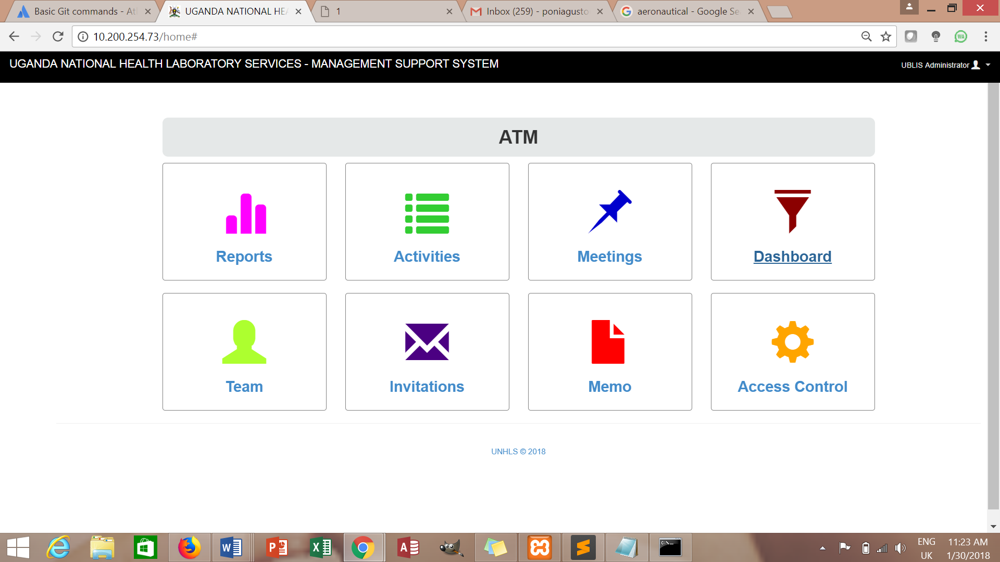 Basic Git commands - At
UGANDA NATIONAL HEA
1
Inbox (259) - poniagusto
aeronautical - Google Se
10.200.254.73/home#
UGANDA NATIONAL HEALTH LABORATORY SERVICES - MANAGEMENT SUPPORT SYSTEM
UBLIS Administrator
ATM
Reports
Activities
Meetings
Dashboard
Team
Invitations
Memo
Access Control
UNHLS © 2018
ENG
UK
11:23 AM
1/30/2018